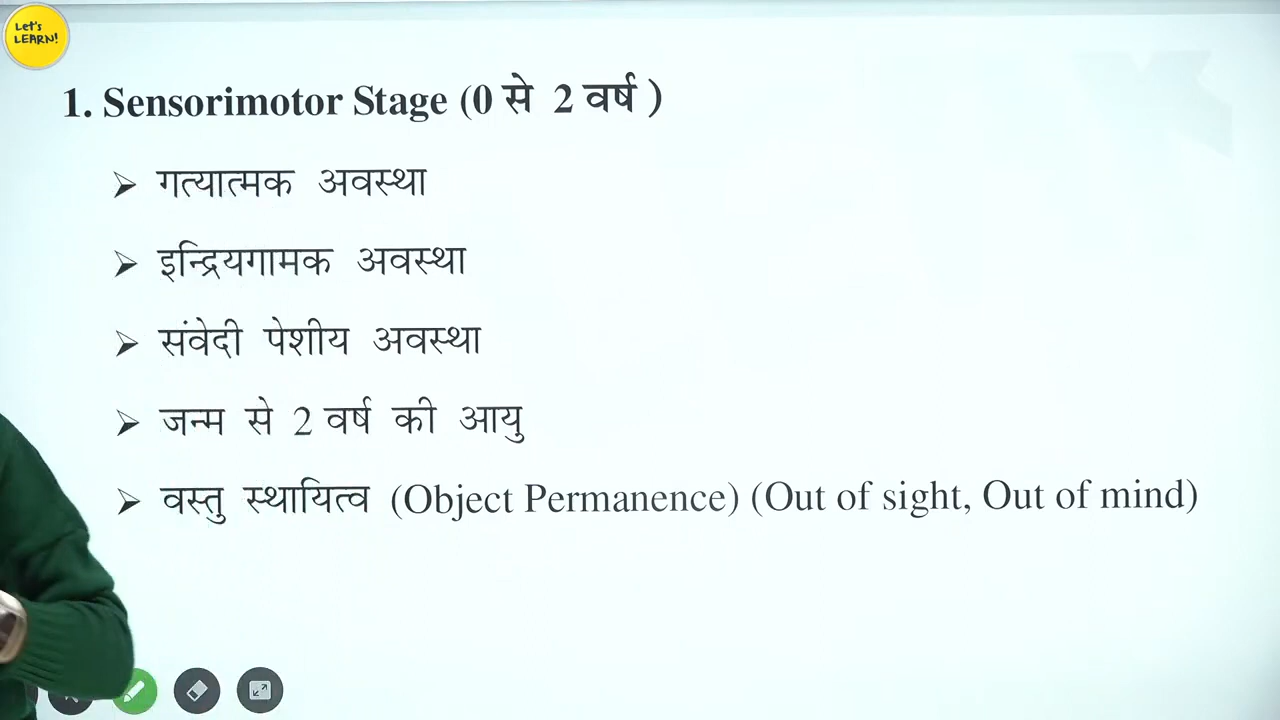 Let's
LEARN!
1. Sensorimotor Stage (0 से 2 वर्ष )
➢ गत्यात्मक अवस्था
➢ इन्द्रियगामक अवस्था
➢ संवेदी पेशीय अवस्था
➢ जन्म से 2 वर्ष की आयु
➢ वस्तु स्थायित्व (Object Permanence) (Out of sight, Out of mind)